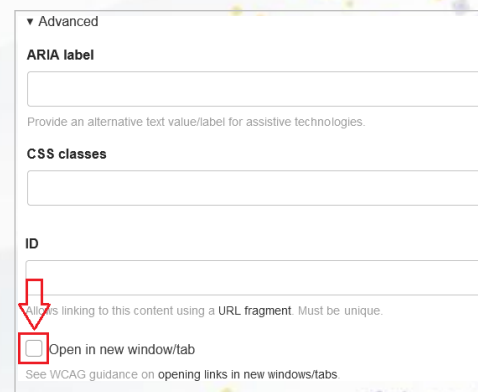 ▾ Advanced
ARIA label
Provide an alternative text value/label for assistive technologies.
CSS classes
ID
Allows linking to this content using a URL fragment. Must be unique.
Open in new window/tab
See WCAG guidance on opening links in new windows/tabs.